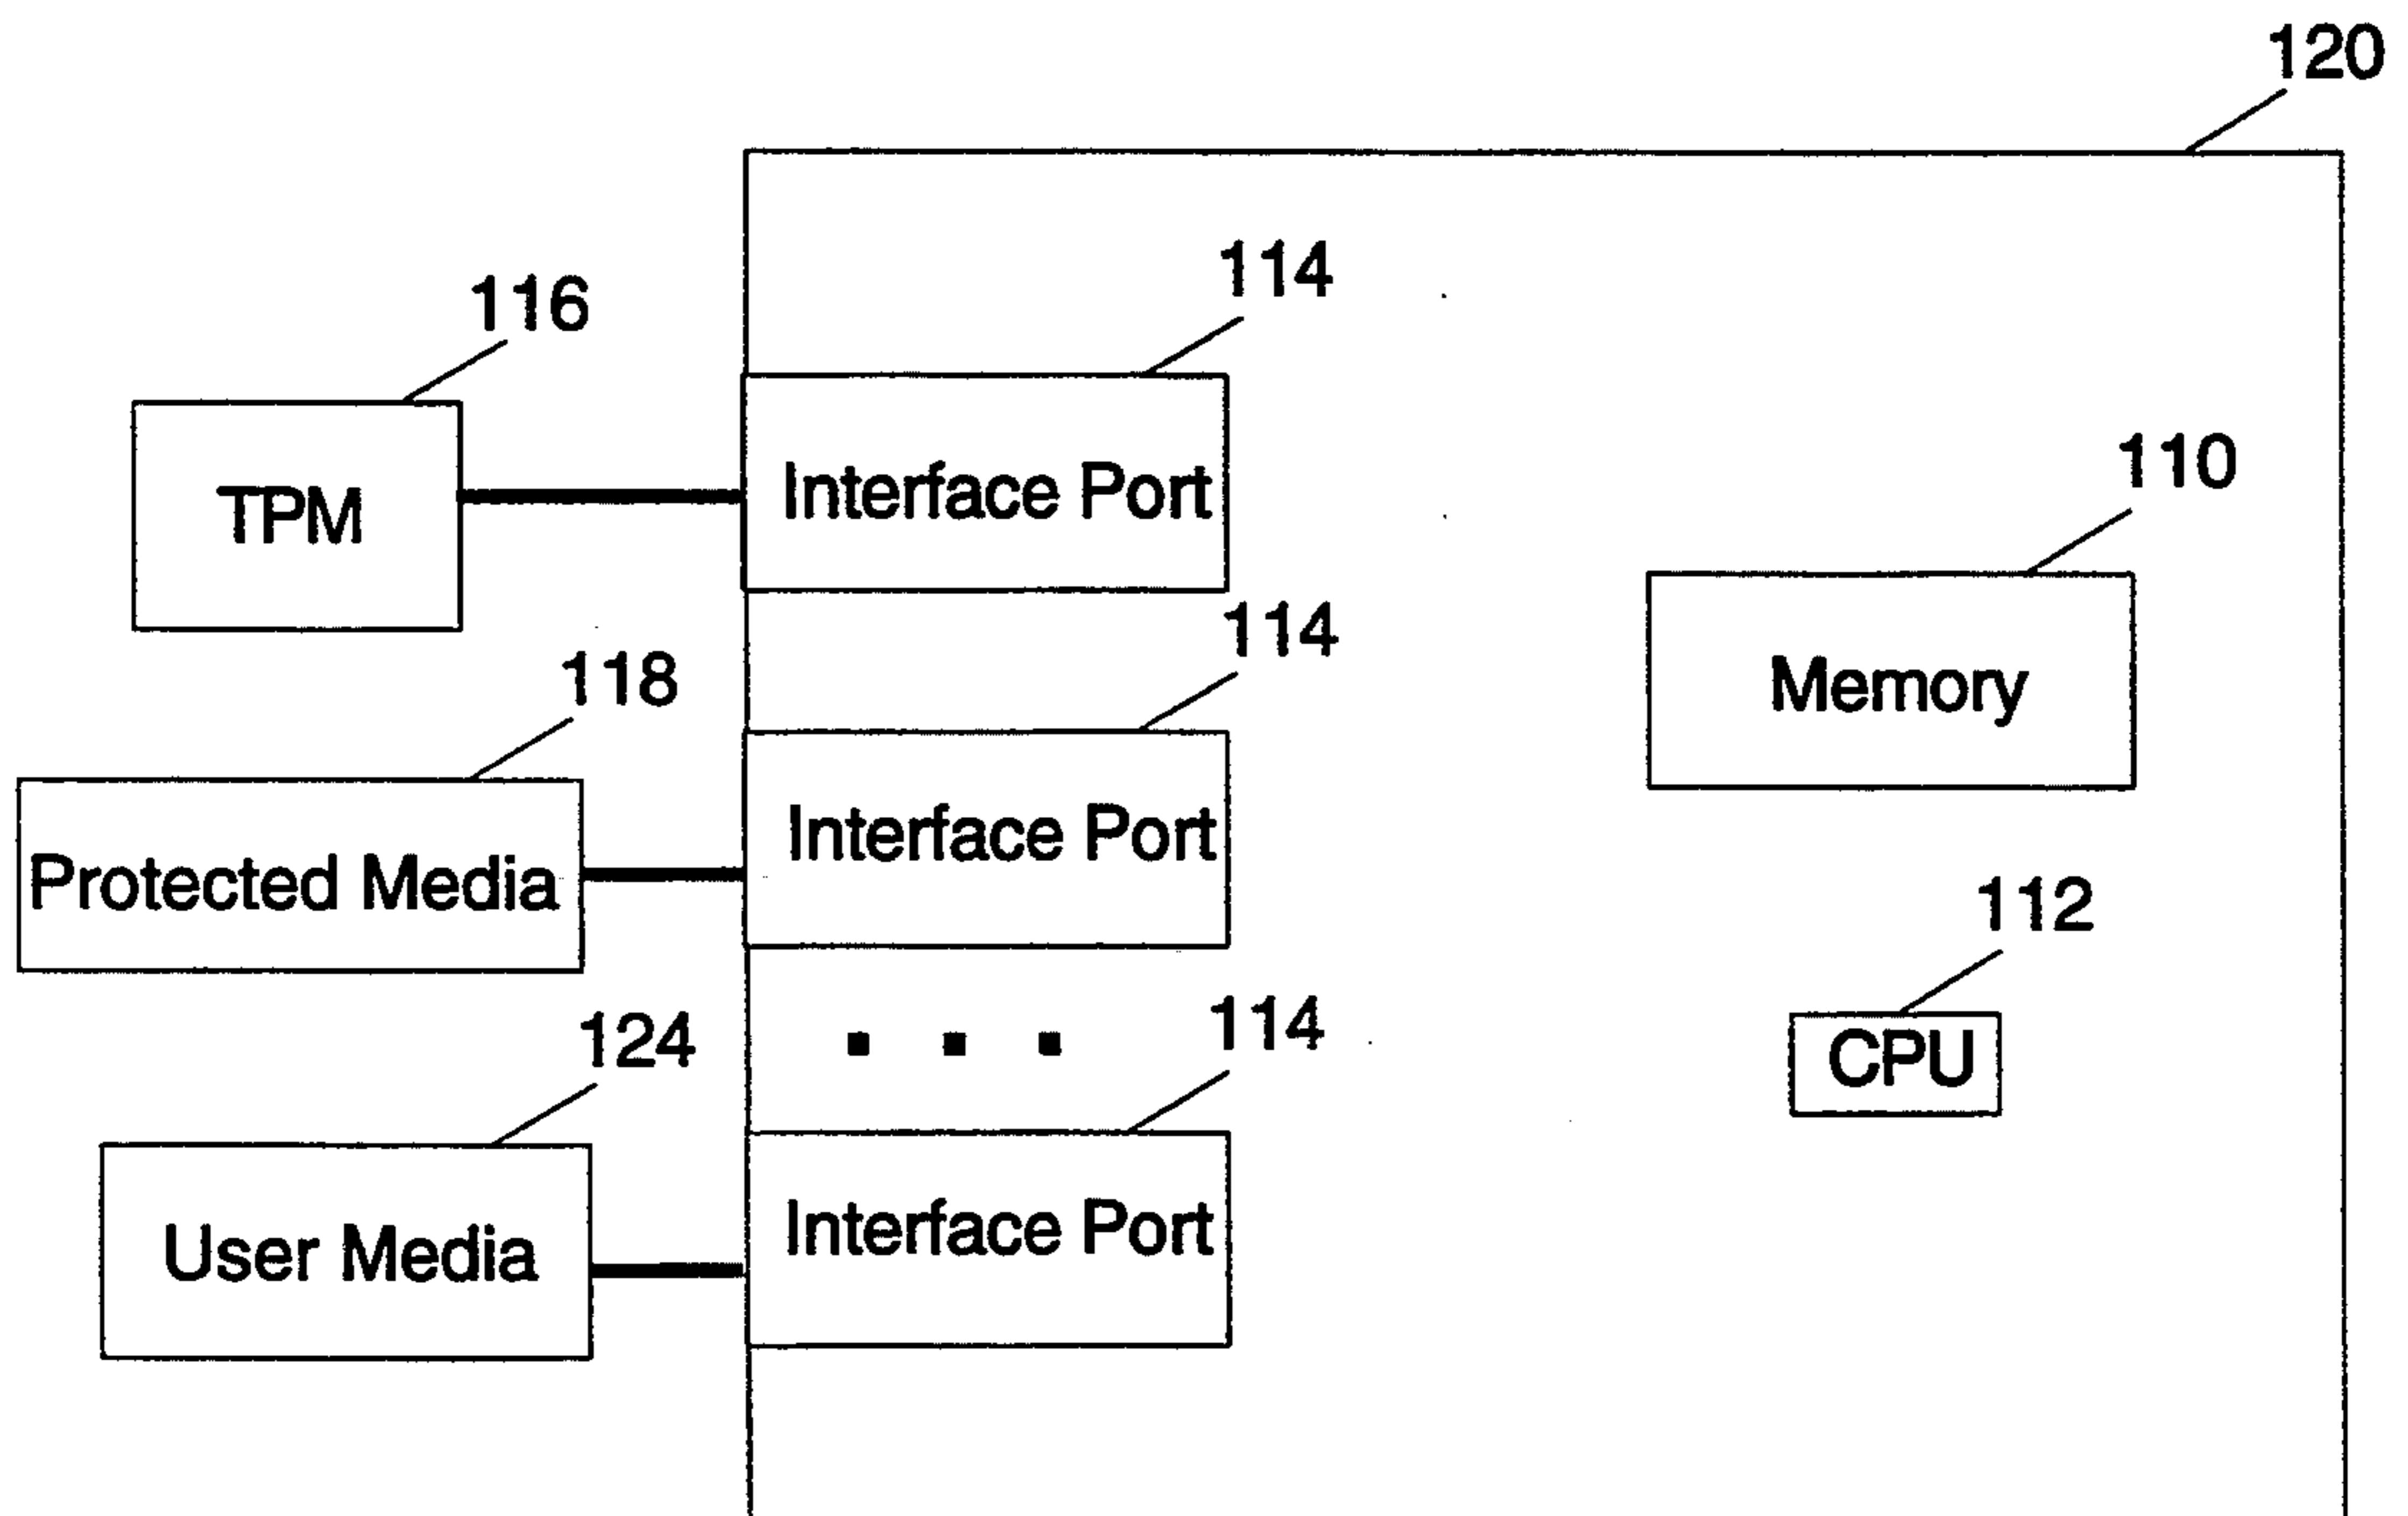 120
114
116
Interface Port
TPM
110
114
Memory
118
Interface Port
Protected Media
112
114
124
CPU
Interface Port
User Media